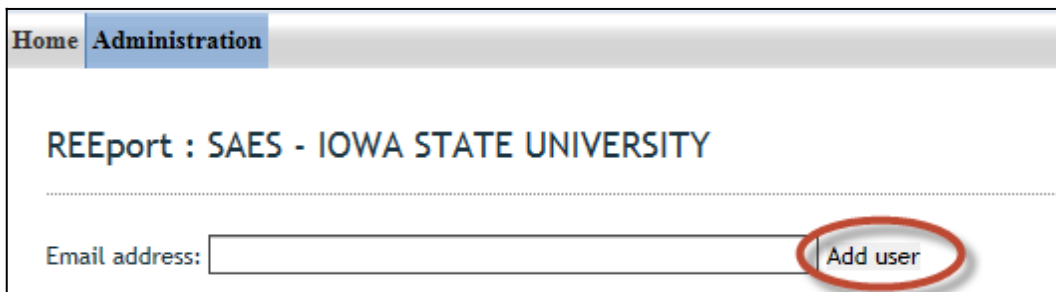 Home Administration
REEport : SAES - IOWA STATE UNIVERSITY
Email address: Add user